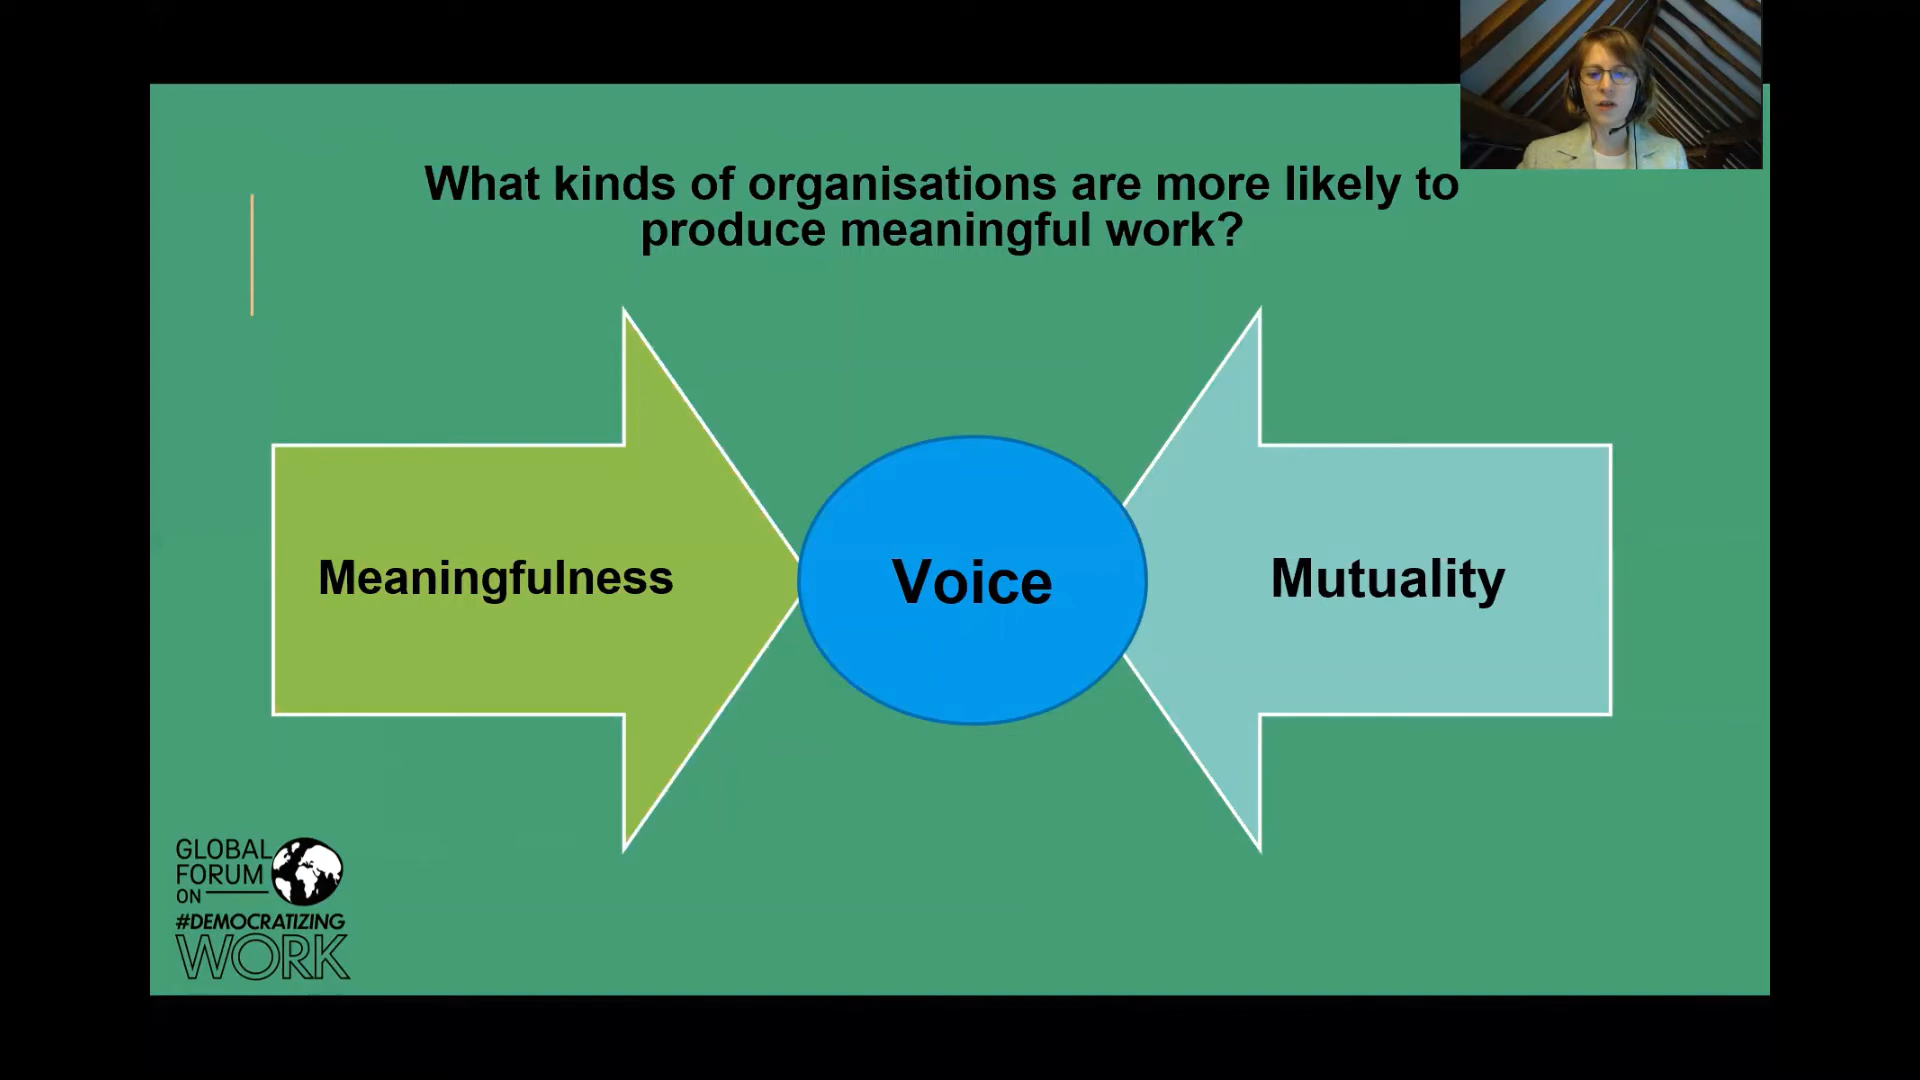 What kinds of organisations are more likely to
produce meaningful work?
Meaningfulness
Voice
Mutuality
GLOBAL
FORUM
ON
#DEMOCRATIZING
WORK